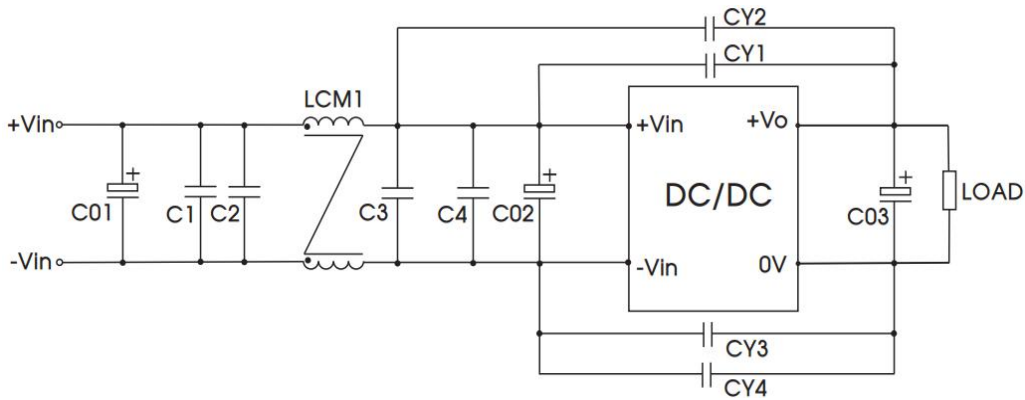 CY2
CY1
LCM1
+Vin
+Vin
+Vo
+
+
+
C01
C1
C2
C3
C4
C02
DC/DC
C03
LOAD
-Vin
-Vin
0V
CY3
CY4